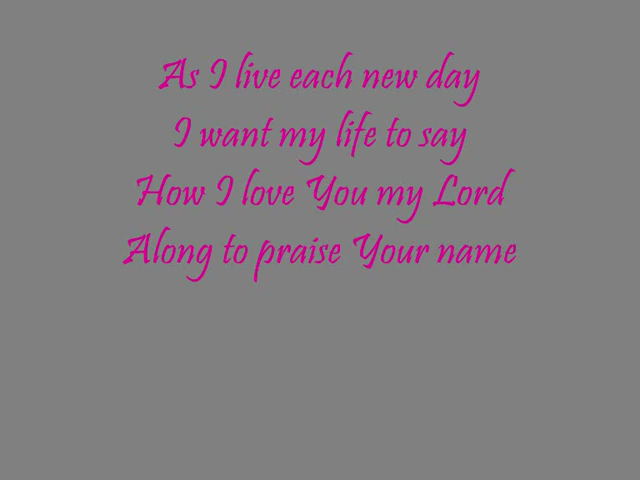 As I live each new day
I want my life to say
How I love You my Lord
Along to praise Your name